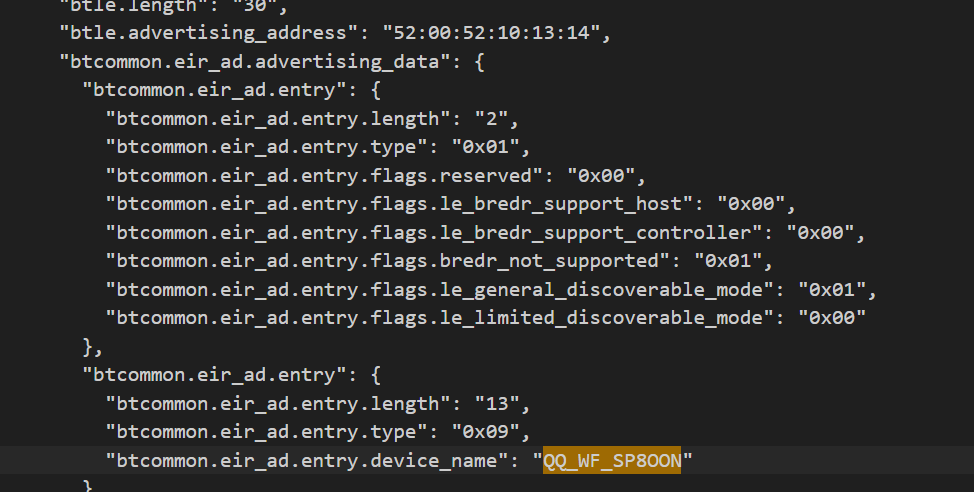 "btle.length": "30",
"btle.advertising_address": "52:00:52:10:13:14",
"btcommon.eir_ad.advertising_data": {
"btcommon.eir_ad.entry": {
"btcommon.eir_ad.entry.length": "2",
"btcommon.eir_ad.entry.type": "0x01",
"btcommon.eir_ad.entry.flags.reserved": "0x00",
"btcommon.eir_ad.entry.flags.le_bredr_support_host": "0x00",
"btcommon.eir_ad.entry.flags.le_bredr_support_controller": "0x00",
"btcommon.eir_ad.entry.flags.bredr_not_supported": "0x01",
"btcommon.eir_ad.entry.flags.le_general_discoverable_mode": "0x01",
"btcommon.eir_ad.entry.flags.le_limited_discoverable_mode": "0x00"
},
"btcommon.eir_ad.entry": {
"btcommon.eir_ad.entry.length": "13",
"btcommon.eir_ad.entry.type": "0x09",
"btcommon.eir_ad.entry.device_name": "QQ_WF_SP8OON"
}